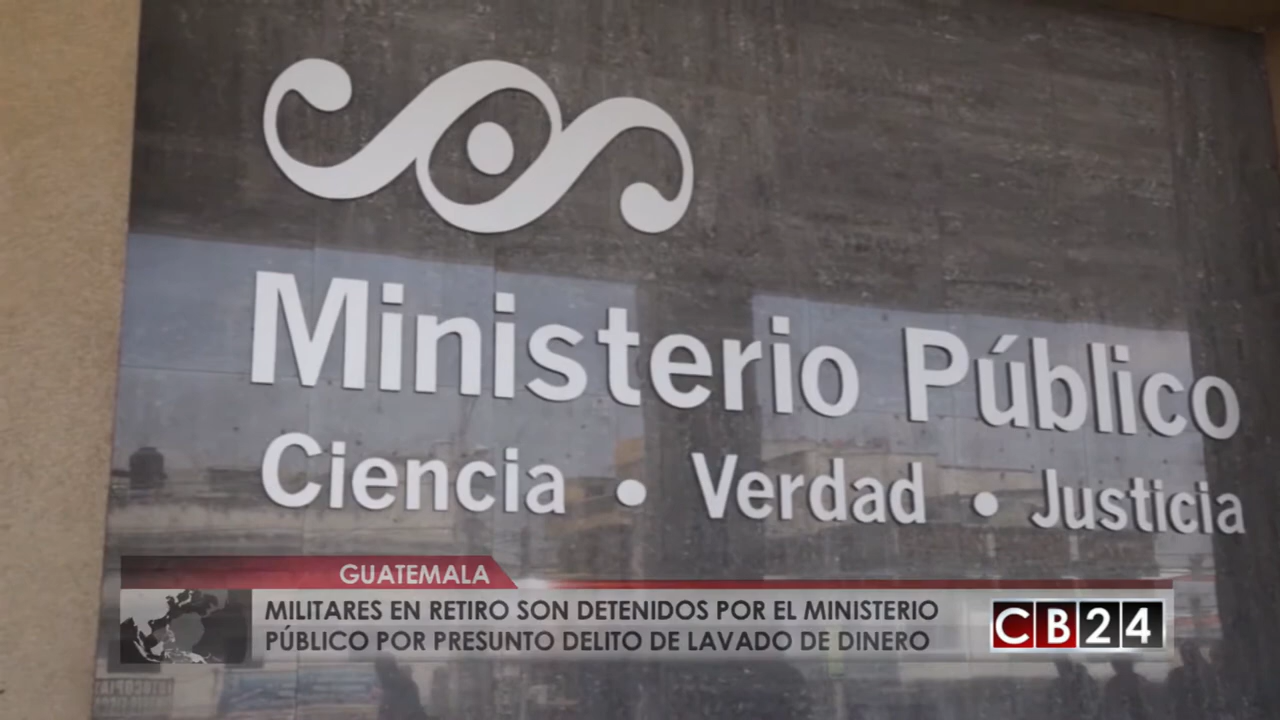 Ministerio Público
Ciencia • Verdad • Justicia
GUATEMALA
MILITARES EN RETIRO SON DETENIDOS POR EL MINISTERIO
PÚBLICO POR PRESUNTO DELITO DE LAVADO DE DINERO
CB24